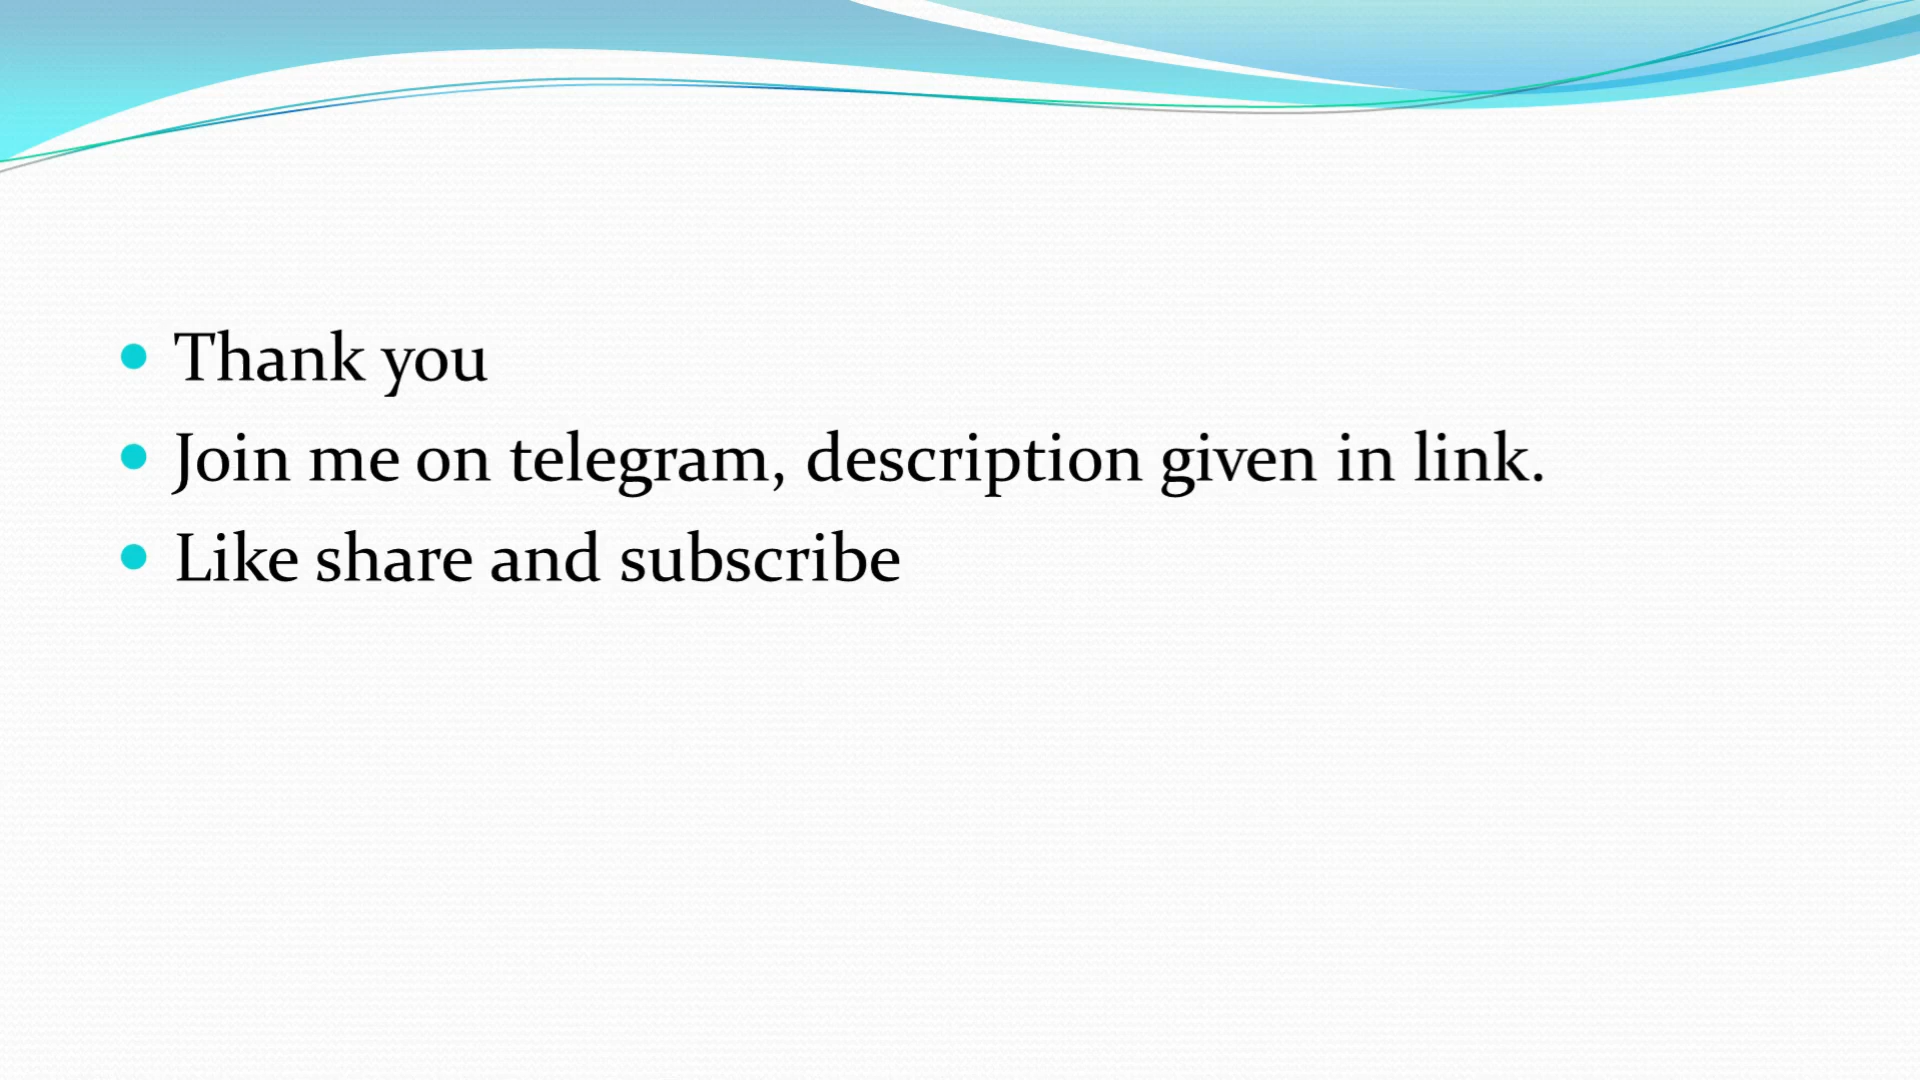 Thank you
Join me on telegram, description given in link.
Like share and subscribe